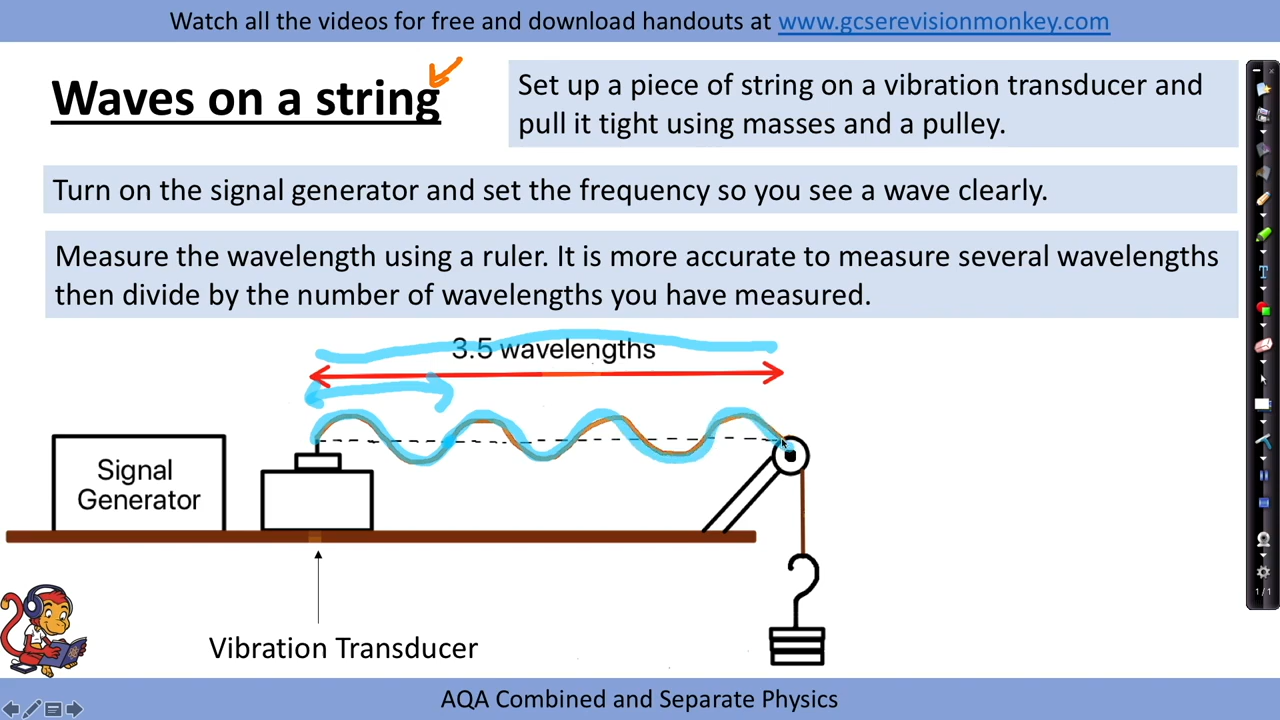 Watch all the videos for free and download handouts at www.gcserevisionmonkey.com
Waves on a string
Set up a piece of string on a vibration transducer and
pull it tight using masses and a pulley.
Turn on the signal generator and set the frequency so you see a wave clearly.
Measure the wavelength using a ruler. It is more accurate to measure several wavelengths
then divide by the number of wavelengths you have measured.
3.5 wavelengths
Signal
Generator
Vibration Transducer
AQA Combined and Separate Physics
T
1/1